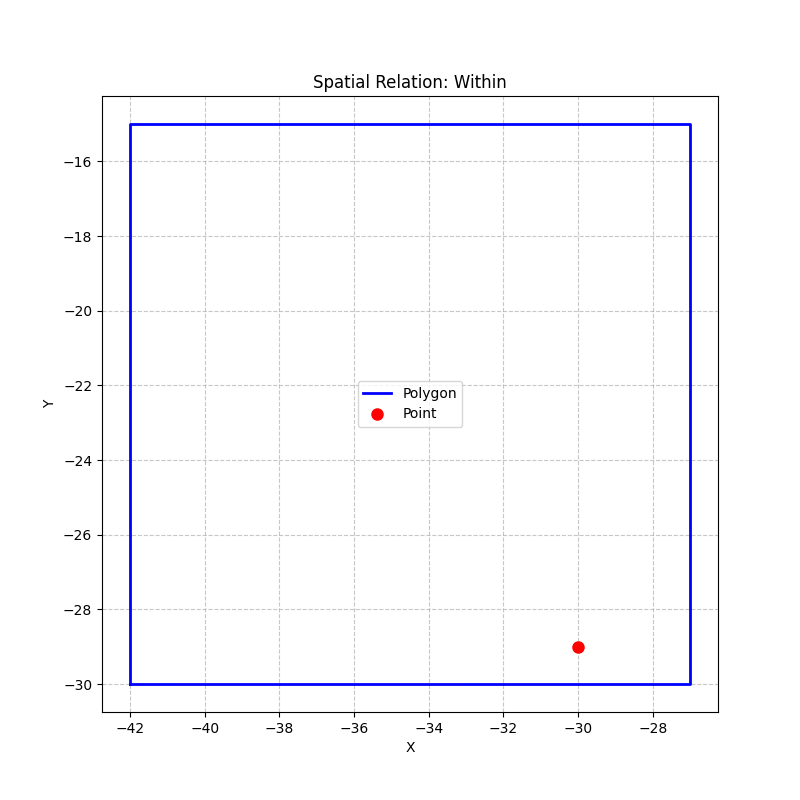 Spatial Relation: Within
Y
−16
−18
−20
−22
−24
−26
−28
−30
Polygon
Point
−42 −40 −38 −36 −34 −32 −30 −28
X